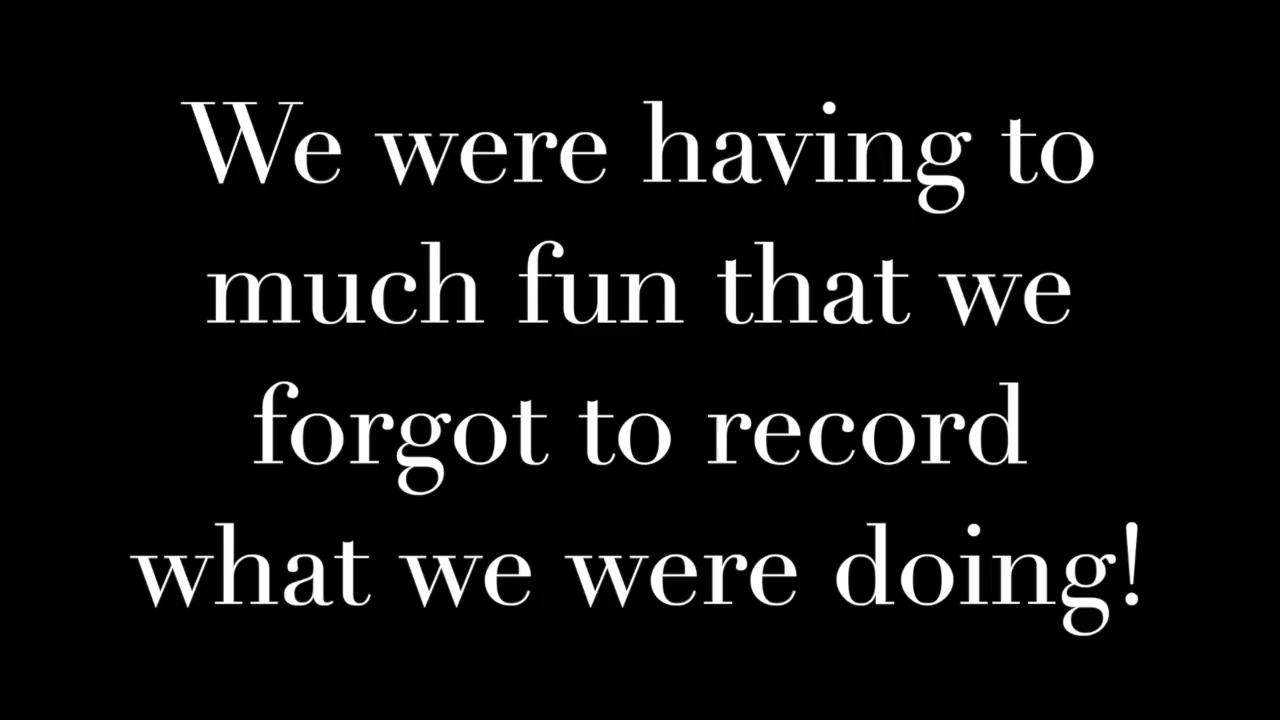 We were having to
much fun that we
forgot to record
what we were doing!